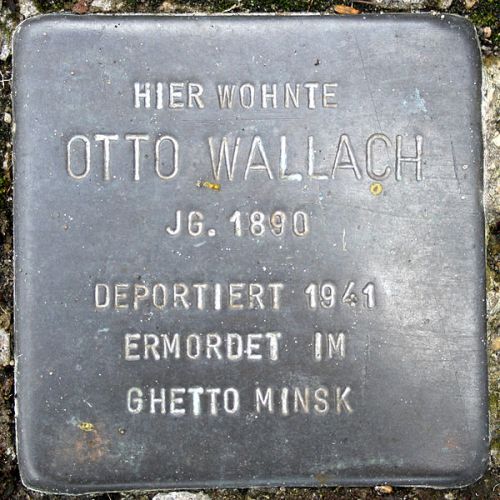 HIER WOHNTE
OTTO WALLACH
JG. 1890
DEPORTIERT 1941
ERMORDET IM
GHETTO MINSK